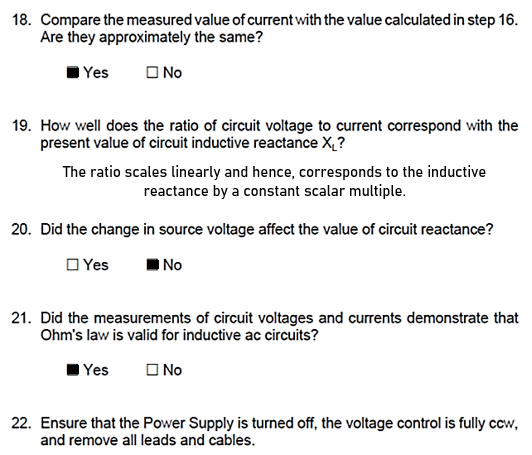 18. Compare the measured value of current with the value calculated in step 16.
Are they approximately the same?
■ Yes □ No
19. How well does the ratio of circuit voltage to current correspond with the
present value of circuit inductive reactance XL?
The ratio scales linearly and hence, corresponds to the inductive
reactance by a constant scalar multiple.
20. Did the change in source voltage affect the value of circuit reactance?
□ Yes ■ No
21. Did the measurements of circuit voltages and currents demonstrate that
Ohm's law is valid for inductive ac circuits?
■ Yes □ No
22. Ensure that the Power Supply is turned off, the voltage control is fully ccw,
and remove all leads and cables.